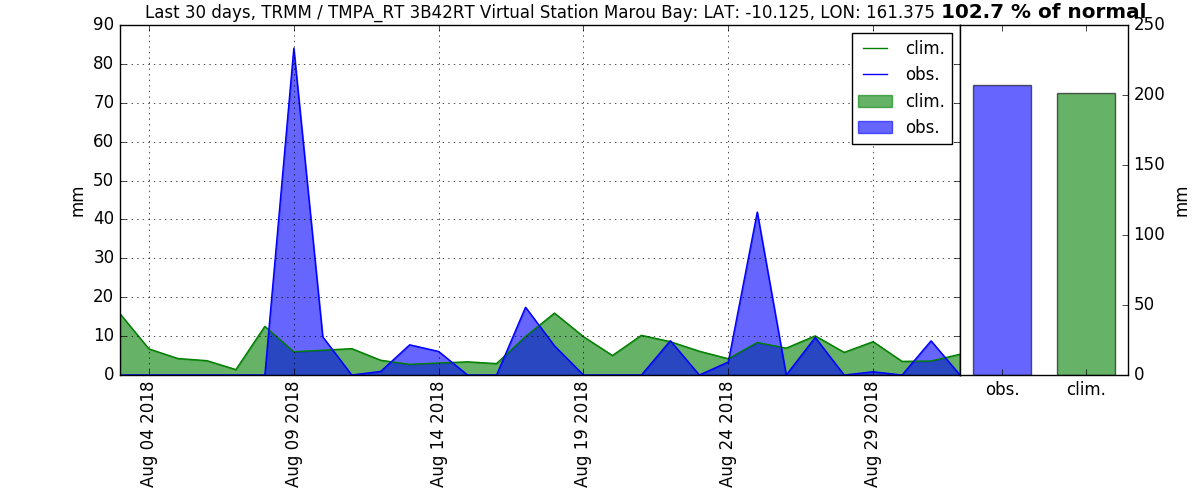 Last 30 days, TRMM / TMPA_RT 3B42RT Virtual Station Marou Bay: LAT: -10.125, LON: 161.375 102.7 % of normal
90
80
70
60
50
40
30
20
10
0
mm
Aug 04 2018
Aug 09 2018
Aug 14 2018
Aug 19 2018
Aug 24 2018
Aug 29 2018
clim.
obs.
clim.
obs.
250
200
150
100
50
0
mm
obs. clim.